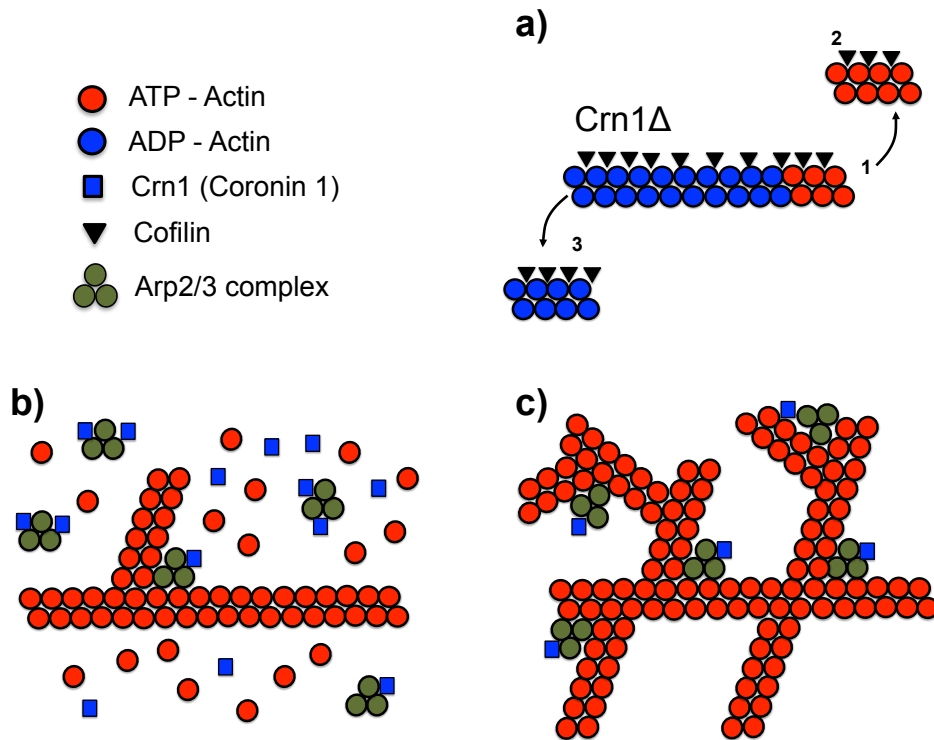 a)
2
ATP - Actin
ADP - Actin
Crn1 (Coronin 1)
Cofilin
Arp2/3 complex
Crn1Δ
1
3
b)
c)